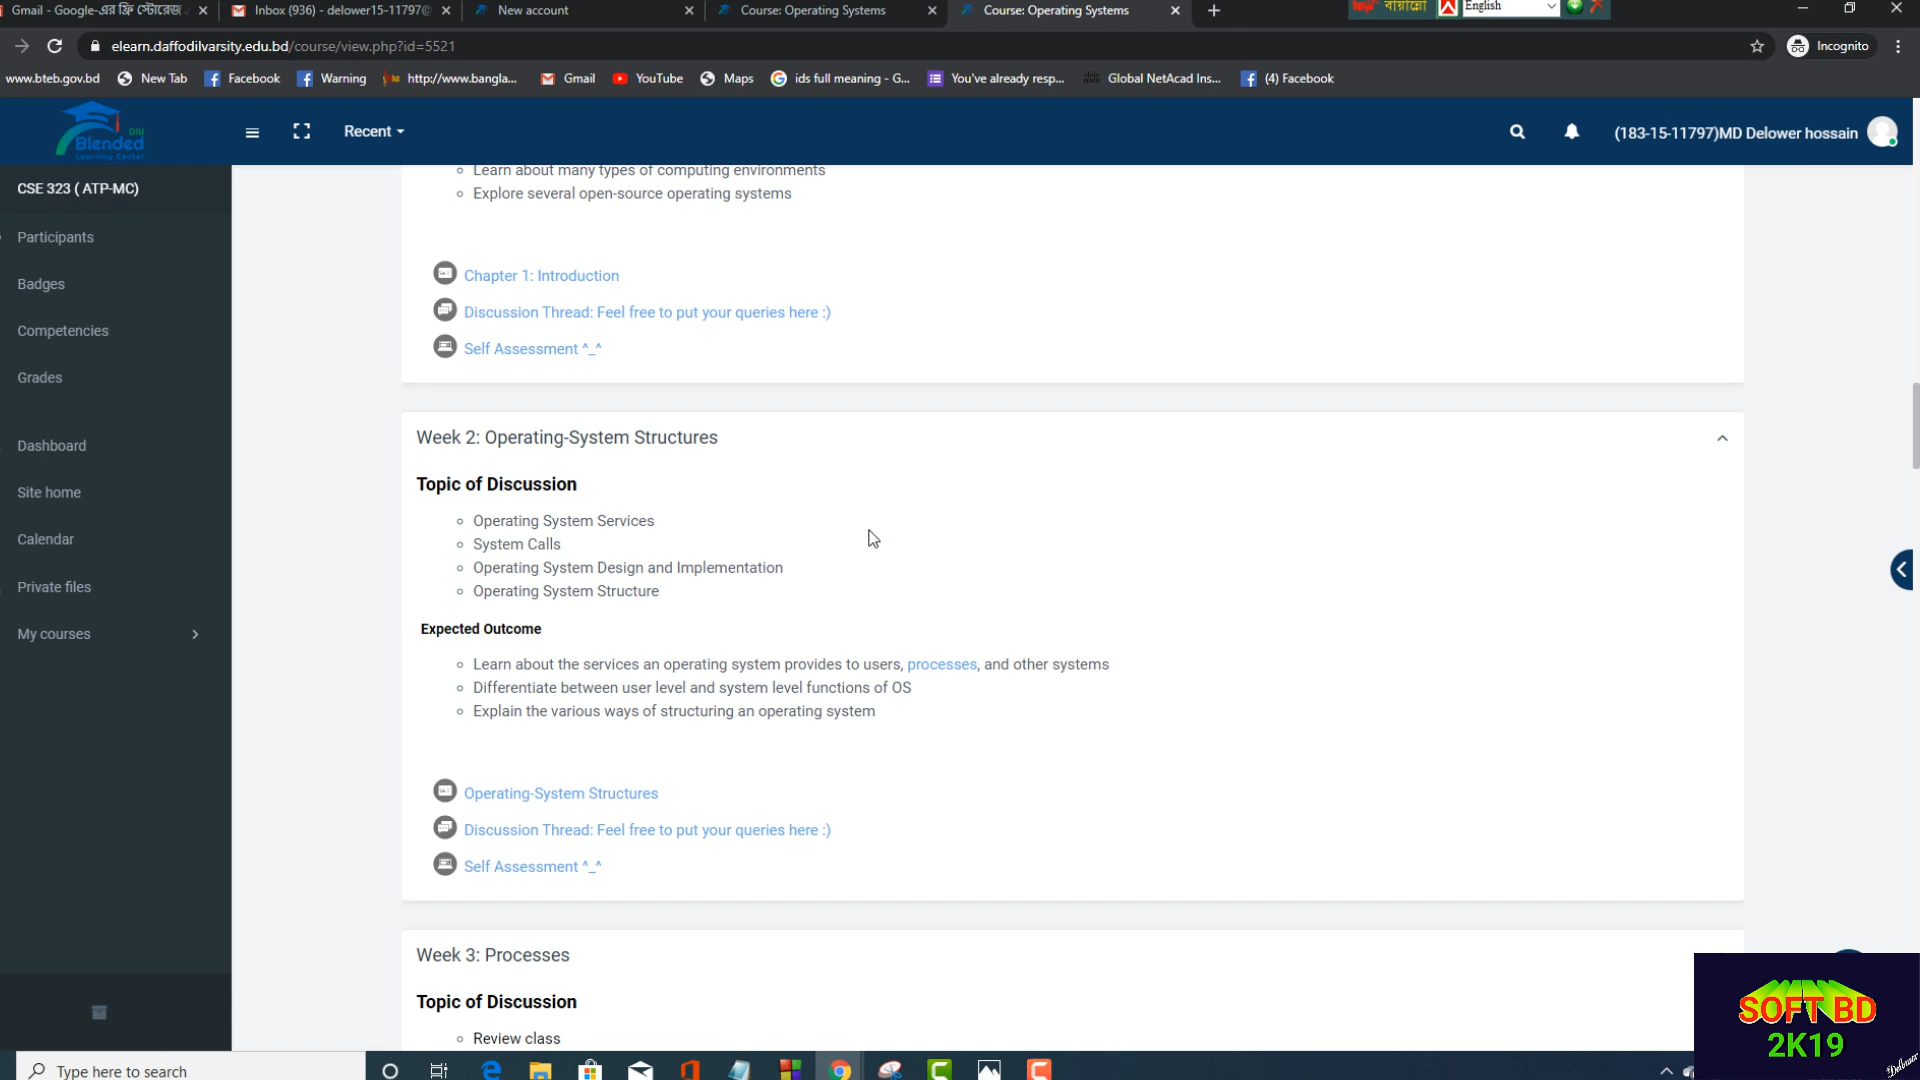 Gmail - Google-এর ফ্রি স্টোরেজ
Inbox (936) - delower15-11797@
New account
Course: Operating Systems
Course: Operating Systems
বায়ান্নো
English
elearn.daffodilvarsity.edu.bd/course/view.php?id=5521
Incognito
www.bteb.gov.bd
New Tab
Facebook
Warning
http://www.bangla...
Gmail
YouTube
Maps
ids full meaning - G...
You've already resp...
Global NetAcad Ins...
(4) Facebook
DIU
Blended
Learning Center
Recent
(183-15-11797)MD Delower hossain
CSE 323 ( ATP-MC)
Participants
Badges
Competencies
Grades
Dashboard
Site home
Calendar
Private files
My courses
Learn about many types of computing environments
Explore several open-source operating systems
Chapter 1: Introduction
Discussion Thread: Feel free to put your queries here :)
Self Assessment ^_^
Week 2: Operating-System Structures
Topic of Discussion
Operating System Services
System Calls
Operating System Design and Implementation
Operating System Structure
Expected Outcome
Learn about the services an operating system provides to users, processes, and other systems
Differentiate between user level and system level functions of OS
Explain the various ways of structuring an operating system
Operating-System Structures
Discussion Thread: Feel free to put your queries here :)
Self Assessment ^_^
Week 3: Processes
Topic of Discussion
Review class
SOFT BD
2K19
Delower
Type here to search